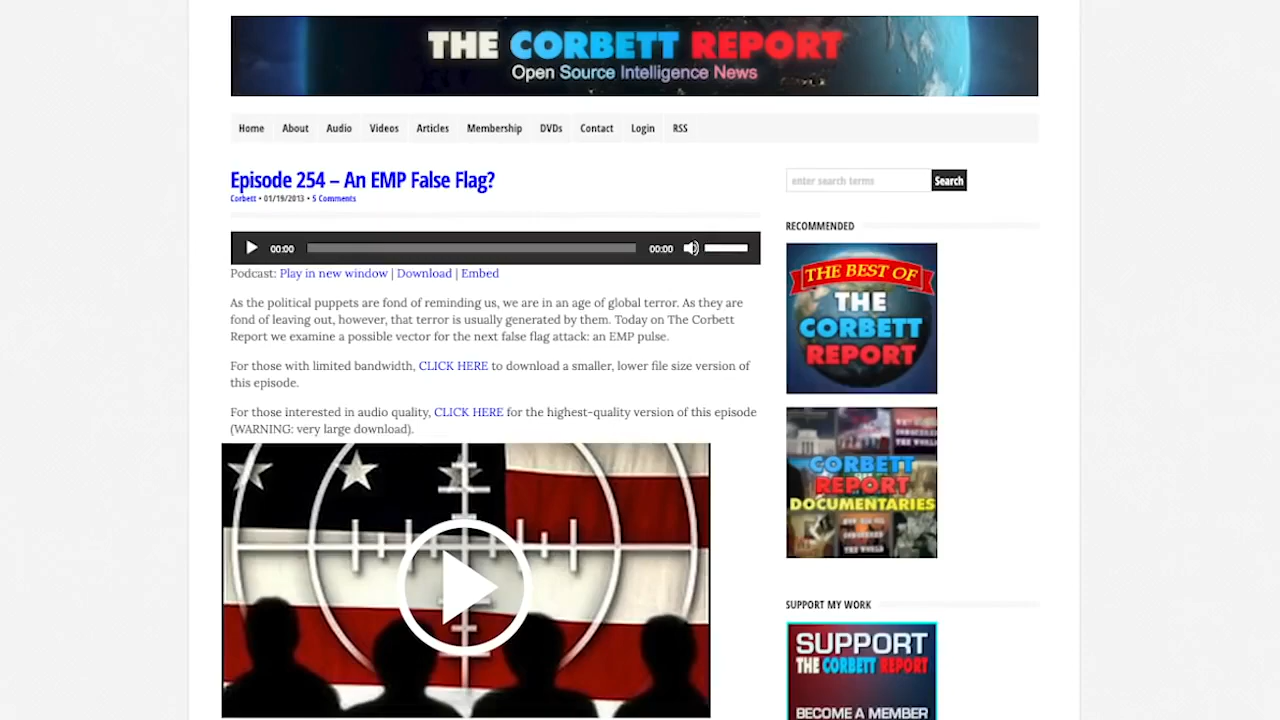 THE CORBETT REPORT
Open Source Intelligence News
Home About Audio Videos Articles Membership DVDs Contact Login RSS
Episode 254 – An EMP False Flag?
Corbett • 01/19/2013 • 5 Comments
00:00 00:00
Podcast: Play in new window | Download | Embed
As the political puppets are fond of reminding us, we are in an age of global terror. As they are
fond of leaving out, however, that terror is usually generated by them. Today on The Corbett
Report we examine a possible vector for the next false flag attack: an EMP pulse.
For those with limited bandwidth, CLICK HERE to download a smaller, lower file size version of
this episode.
For those interested in audio quality, CLICK HERE for the highest-quality version of this episode
(WARNING: very large download).
enter search terms Search
RECOMMENDED
THE BEST OF
THE
CORBETT
REPORT
CORBETT
REPORT
DOCUMENTARIES
SUPPORT MY WORK
SUPPORT
THE CORBETT REPORT
BECOME A MEMBER